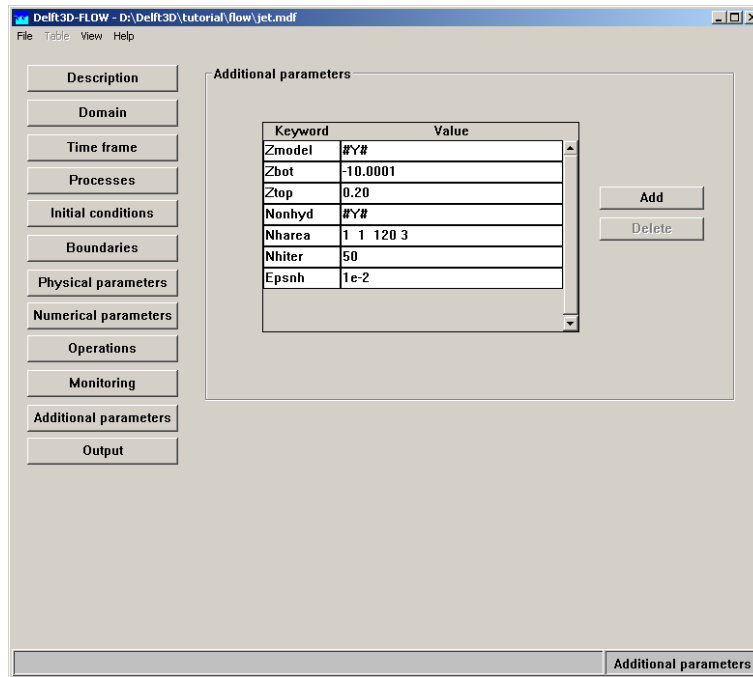 Delft3D-FLOW - D:\Delft3D\tutorial\flow\jet.mdf
File Table View Help
Description
Domain
Time frame
Processes
Initial conditions
Boundaries
Physical parameters
Numerical parameters
Operations
Monitoring
Additional parameters
Output
Additional parameters
Keyword Value
Zmodel #Y#
Zbot -10.0001
Ztop 0.20
Nonhyd #Y#
Nharea 1 1 120 3
Nhiter 50
Epsnh 1e-2
Add
Delete
Additional parameters